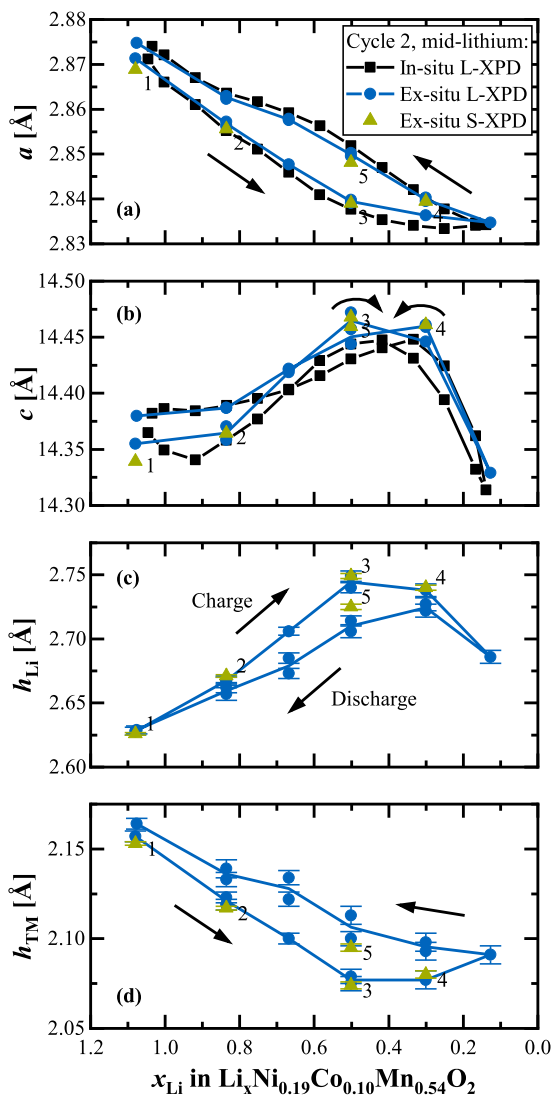 Cycle 2, mid-lithium:
In-situ L-XPD
Ex-situ L-XPD
Ex-situ S-XPD
2.88
2.87
2.86
2.85
2.84
2.83
a [Å]
1
2
3
4
5
(a)
14.50
14.45
14.40
14.35
14.30
c [Å]
(b)
1
2
3
5
4
2.75
2.70
2.65
2.60
h_Li [Å]
(c)
Charge
Discharge
1
2
3
5
4
2.15
2.10
2.05
h_TM [Å]
(d)
1
2
5
3
4
1.2 1.0 0.8 0.6 0.4 0.2 0.0
x_Li in Li_xNi_0.19Co_0.10Mn_0.54O_2